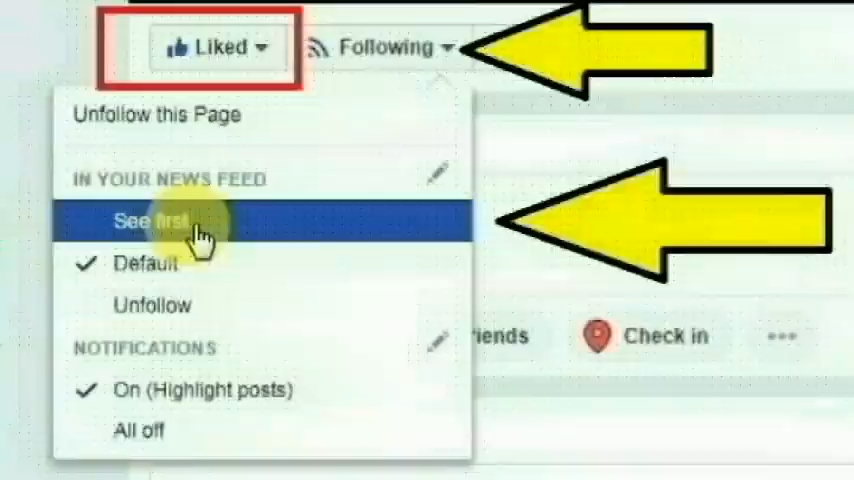 Liked Following
Unfollow this Page
IN YOUR NEWS FEED
See first
Default
Unfollow
riends Check in
NOTIFICATIONS
On (Highlight posts)
All off